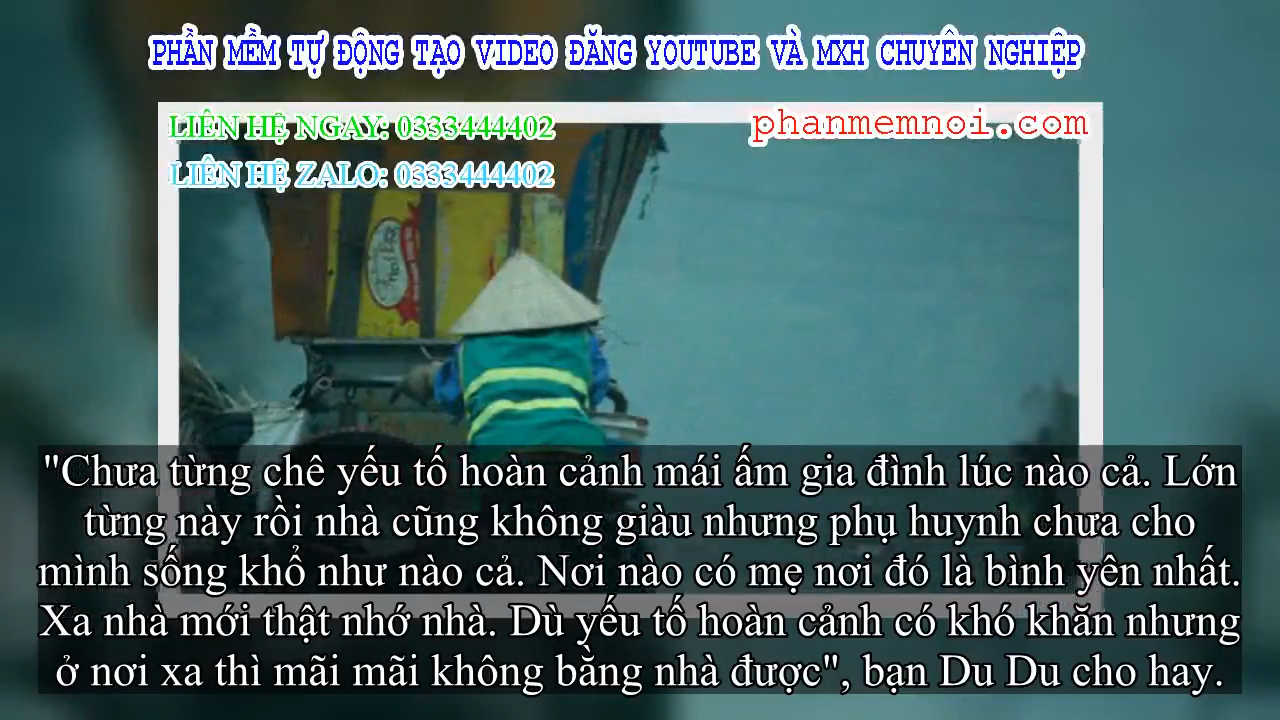 PHẦN MỀM TỰ ĐỘNG TẠO VIDEO ĐĂNG YOUTUBE VÀ MXH CHUYÊN NGHIỆP
LIÊN HỆ NGAY: 0333444402
phanmemnoi.com
LIÊN HỆ ZALO: 0333444402
"Chưa từng chê yếu tố hoàn cảnh mái ấm gia đình lúc nào cả. Lớn
từng này rồi nhà cũng không giàu nhưng phụ huynh chưa cho
mình sống khổ như nào cả. Nơi nào có mẹ nơi đó là bình yên nhất.
Xa nhà mới thật nhớ nhà. Dù yếu tố hoàn cảnh có khó khăn nhưng
ở nơi xa thì mãi mãi không bằng nhà được", bạn Du Du cho hay.